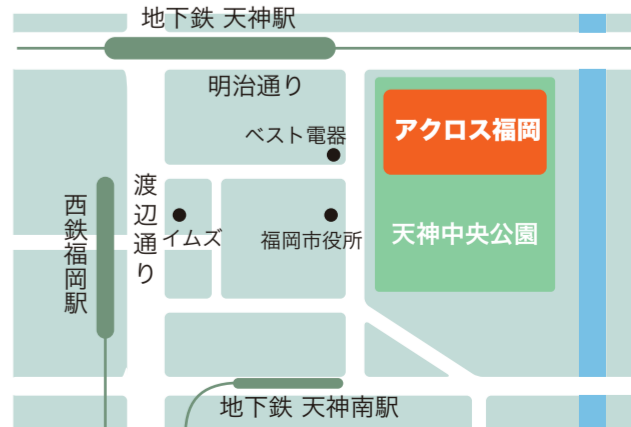 地下鉄 天神駅
明治通り
ベスト電器
アクロス福岡
渡辺通り
西鉄福岡駅
イムズ
福岡市役所
天神中央公園
地下鉄 天神南駅